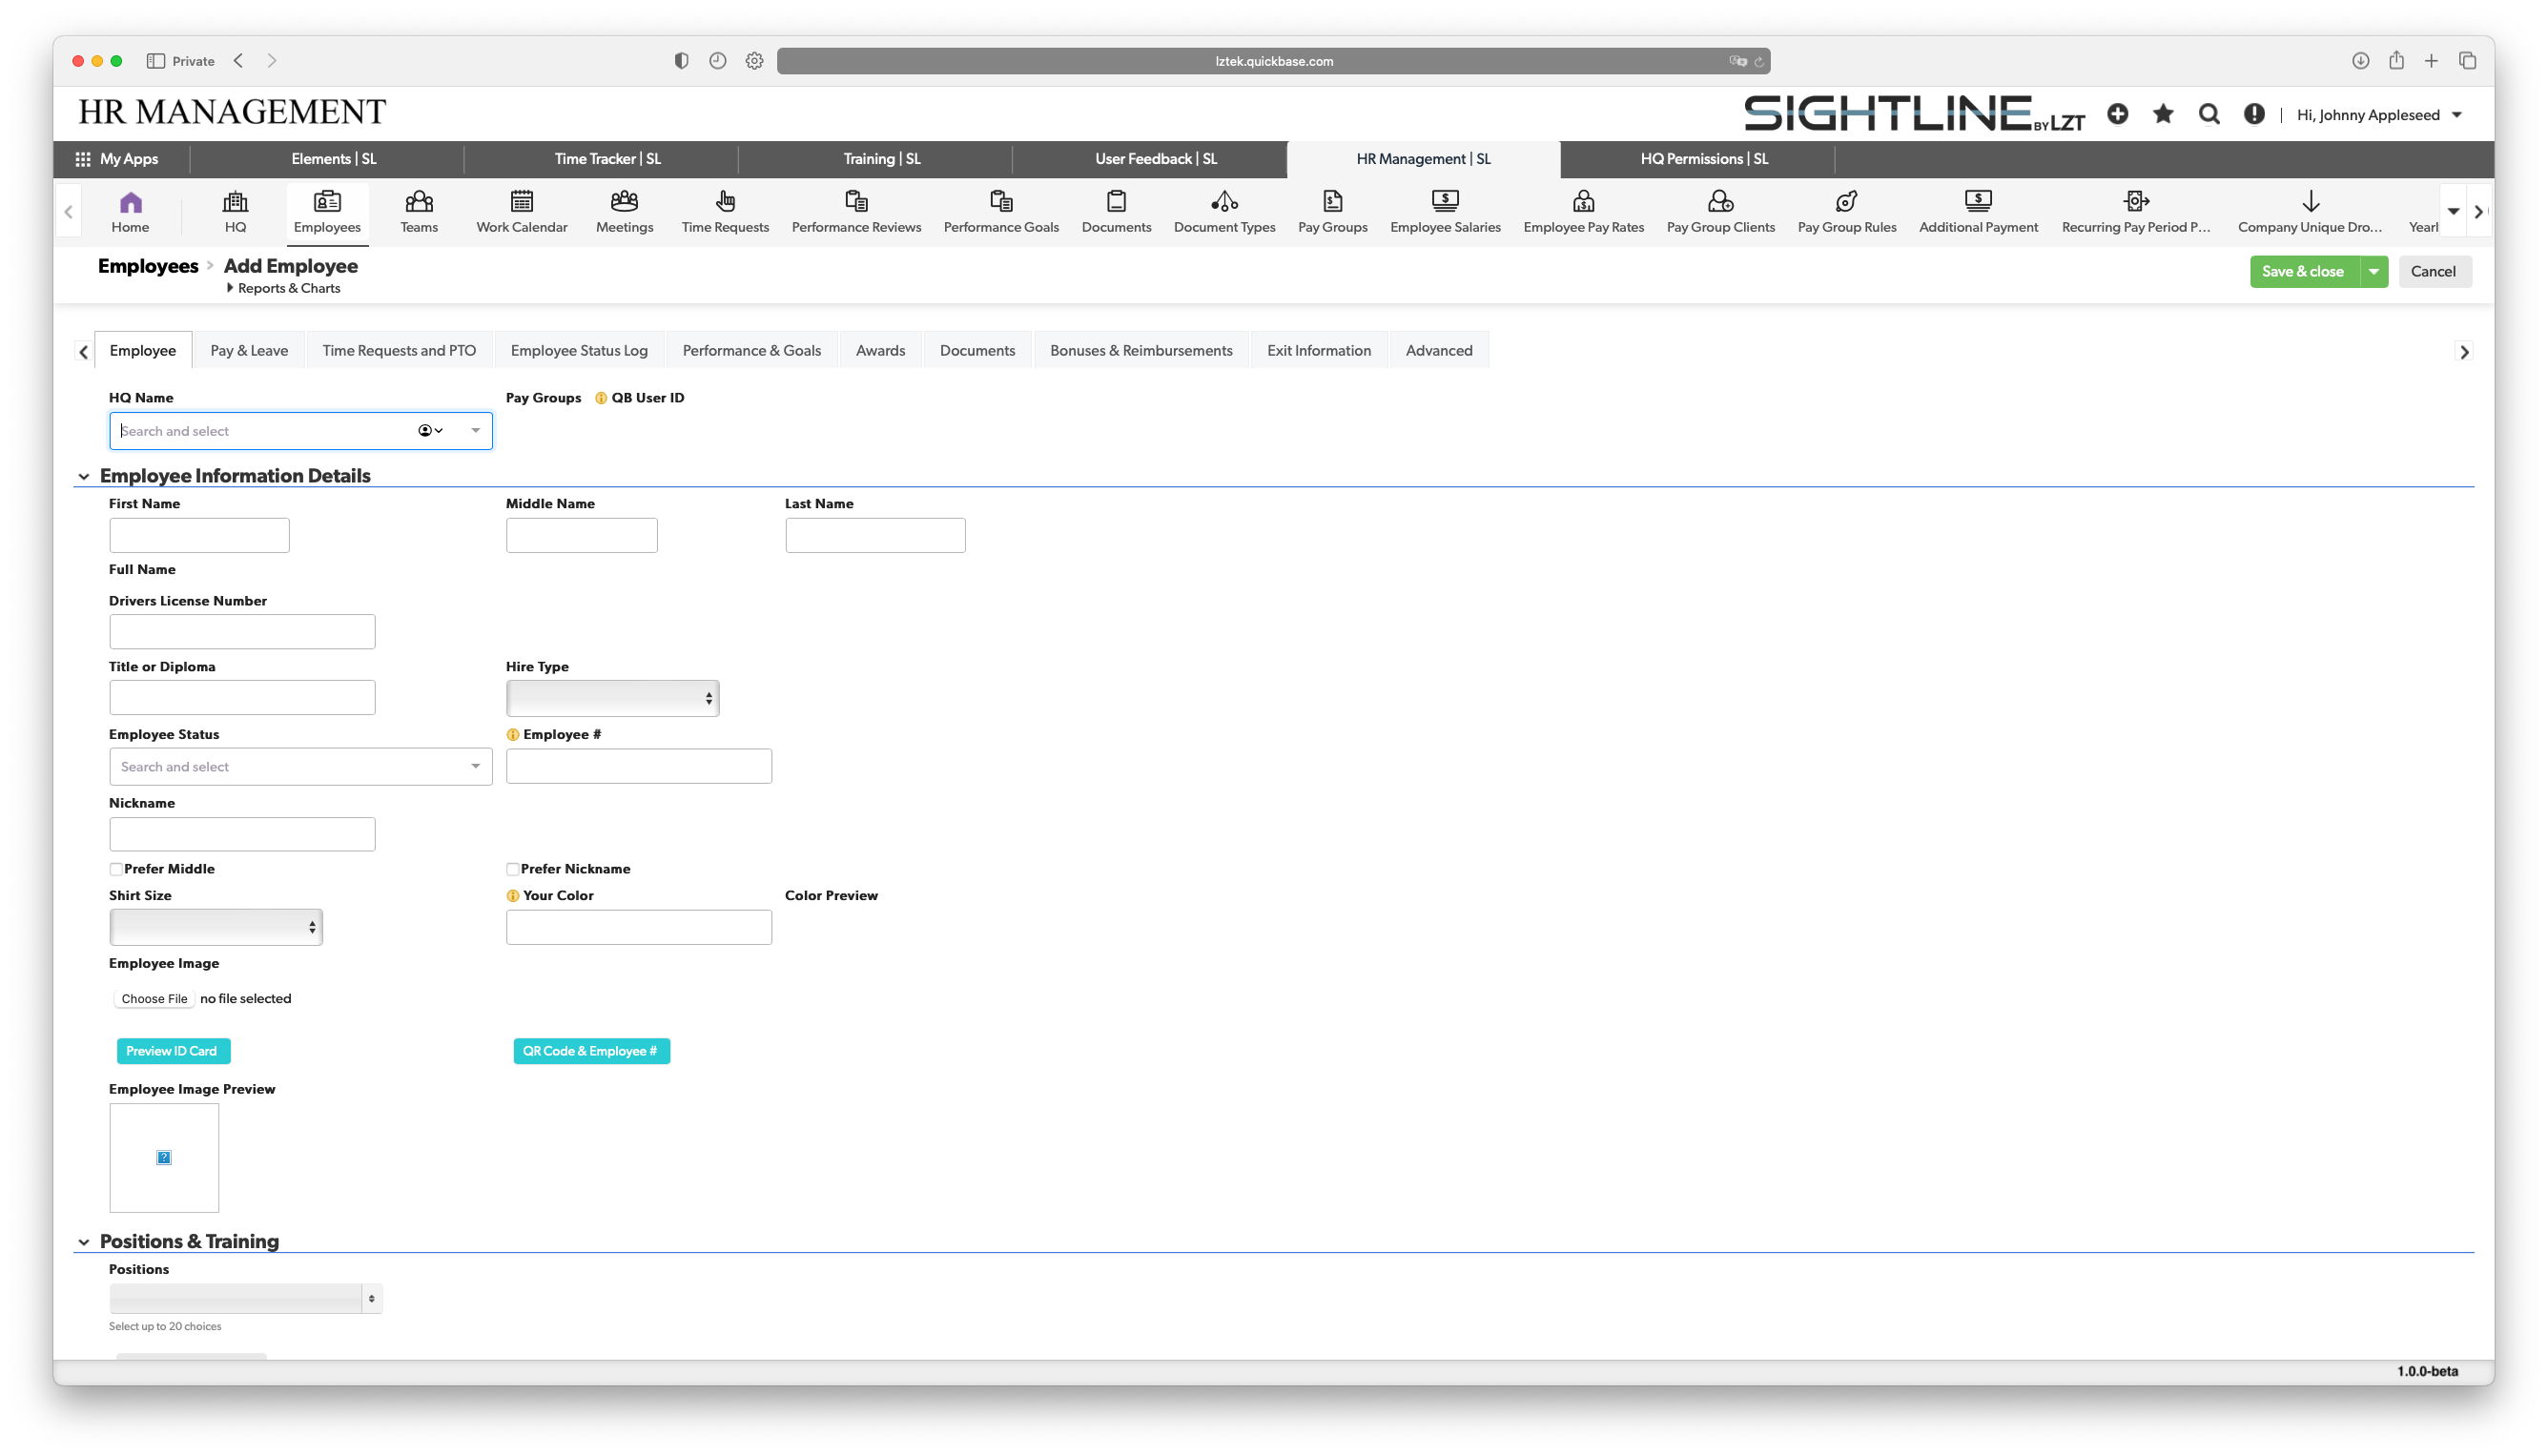 Private
lztek.quickbase.com
HR MANAGEMENT
SIGHTLINE BY LZT
Hi, Johnny Appleseed
My Apps
Elements | SL
Time Tracker | SL
Training | SL
User Feedback | SL
HR Management | SL
HQ Permissions | SL
Home
HQ
Employees
Teams
Work Calendar
Meetings
Time Requests
Performance Reviews
Performance Goals
Documents
Document Types
Pay Groups
Employee Salaries
Employee Pay Rates
Pay Group Clients
Pay Group Rules
Additional Payment
Recurring Pay Period P...
Company Unique Dro...
Yearl
Employees > Add Employee
Reports & Charts
Save & close
Cancel
Employee
Pay & Leave
Time Requests and PTO
Employee Status Log
Performance & Goals
Awards
Documents
Bonuses & Reimbursements
Exit Information
Advanced
HQ Name
Pay Groups
QB User ID
Search and select
Employee Information Details
First Name
Middle Name
Last Name
Full Name
Drivers License Number
Title or Diploma
Hire Type
Employee Status
Employee #
Search and select
Nickname
Prefer Middle
Prefer Nickname
Shirt Size
Your Color
Color Preview
Employee Image
Choose File no file selected
Preview ID Card
QR Code & Employee #
Employee Image Preview
?
Positions & Training
Positions
Select up to 20 choices
1.0.0-beta